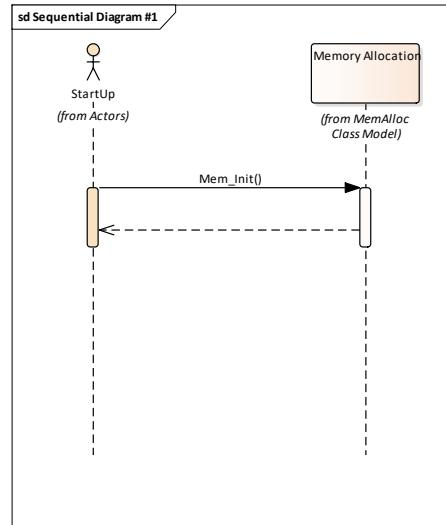 sd Sequential Diagram #1
StartUp
(from Actors)
Memory Allocation
(from MemAlloc
Class Model)
Mem_Init()